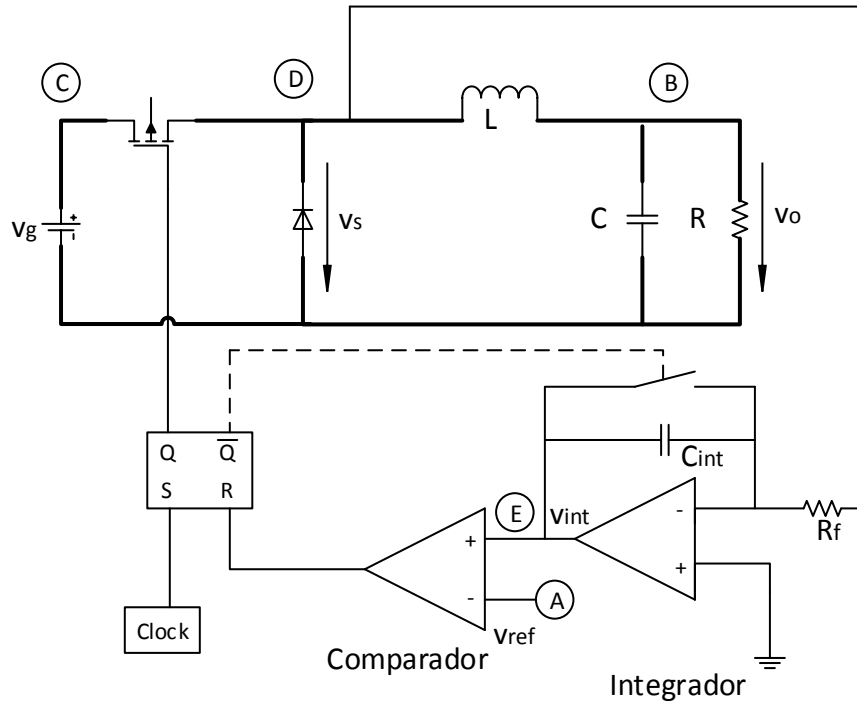 C
D
B
L
vg
+
-
vs
C
R
vo
Q
Q
S
R
Cint
E
vint
-
+
Rf
+
-
A
vref
Clock
Comparador
Integrador